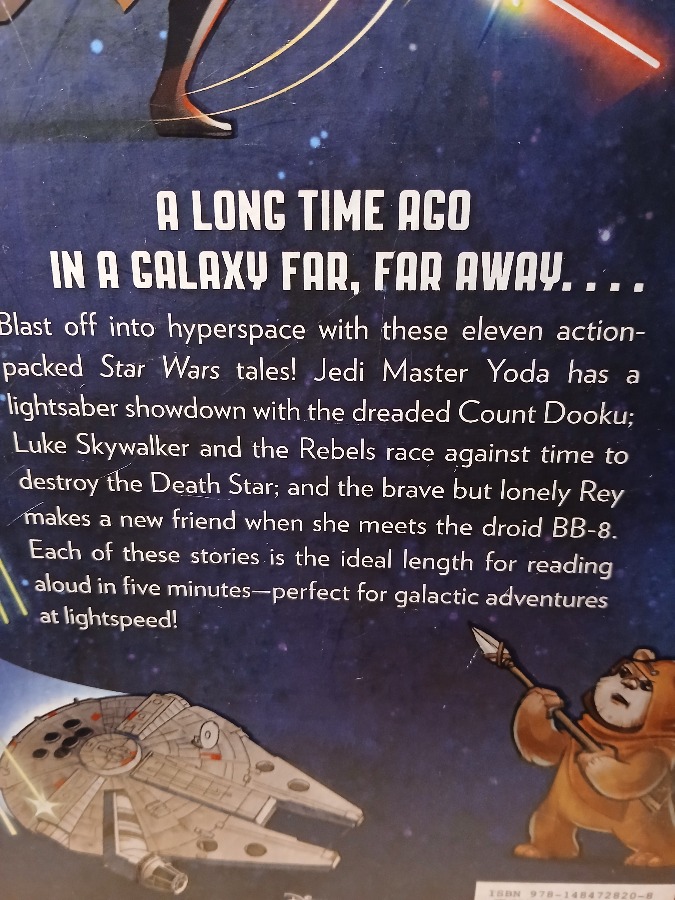 A LONG TIME AGO
IN A GALAXY FAR, FAR AWAY. . . .
Blast off into hyperspace with these eleven action-
packed Star Wars tales! Jedi Master Yoda has a
lightsaber showdown with the dreaded Count Dooku;
Luke Skywalker and the Rebels race against time to
destroy the Death Star; and the brave but lonely Rey
makes a new friend when she meets the droid BB-8.
Each of these stories is the ideal length for reading
aloud in five minutes—perfect for galactic adventures
at lightspeed!
ISBN 978-148472820-8